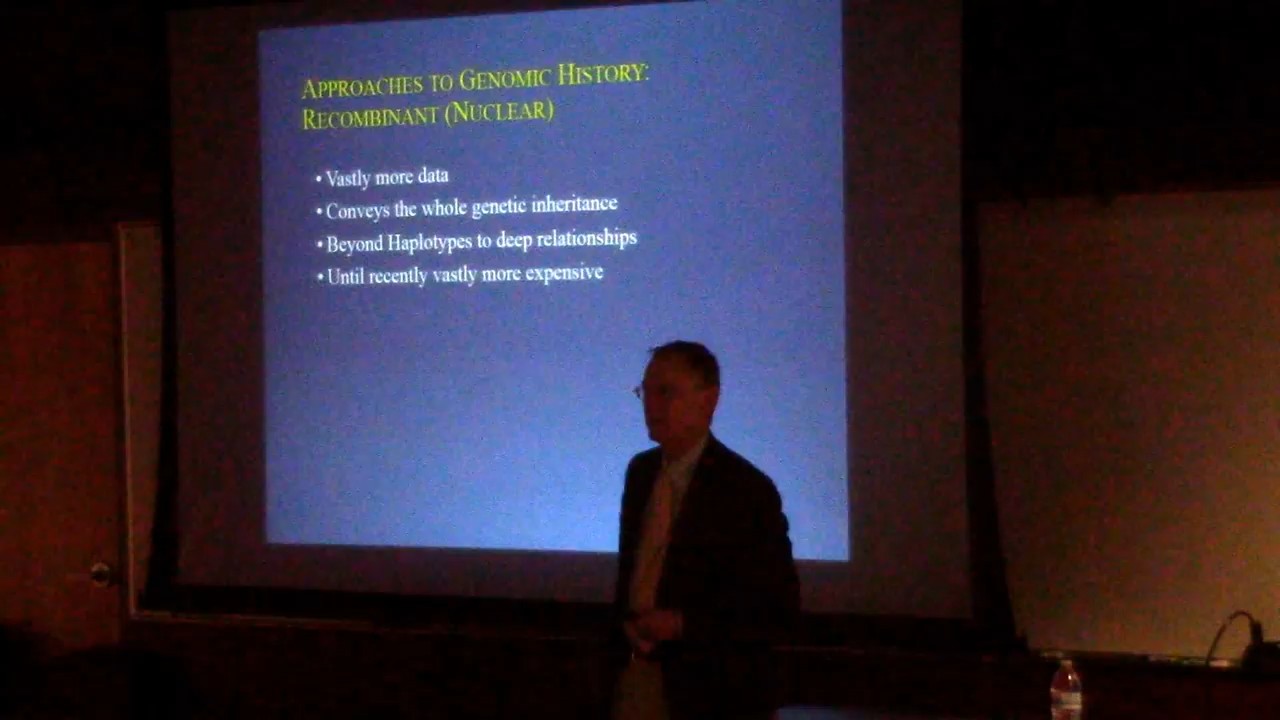 APPROACHES TO GENOMIC HISTORY:
RECOMBINANT (NUCLEAR)
• Vastly more data
• Conveys the whole genetic inheritance
• Beyond Haplotypes to deep relationships
• Until recently vastly more expensive